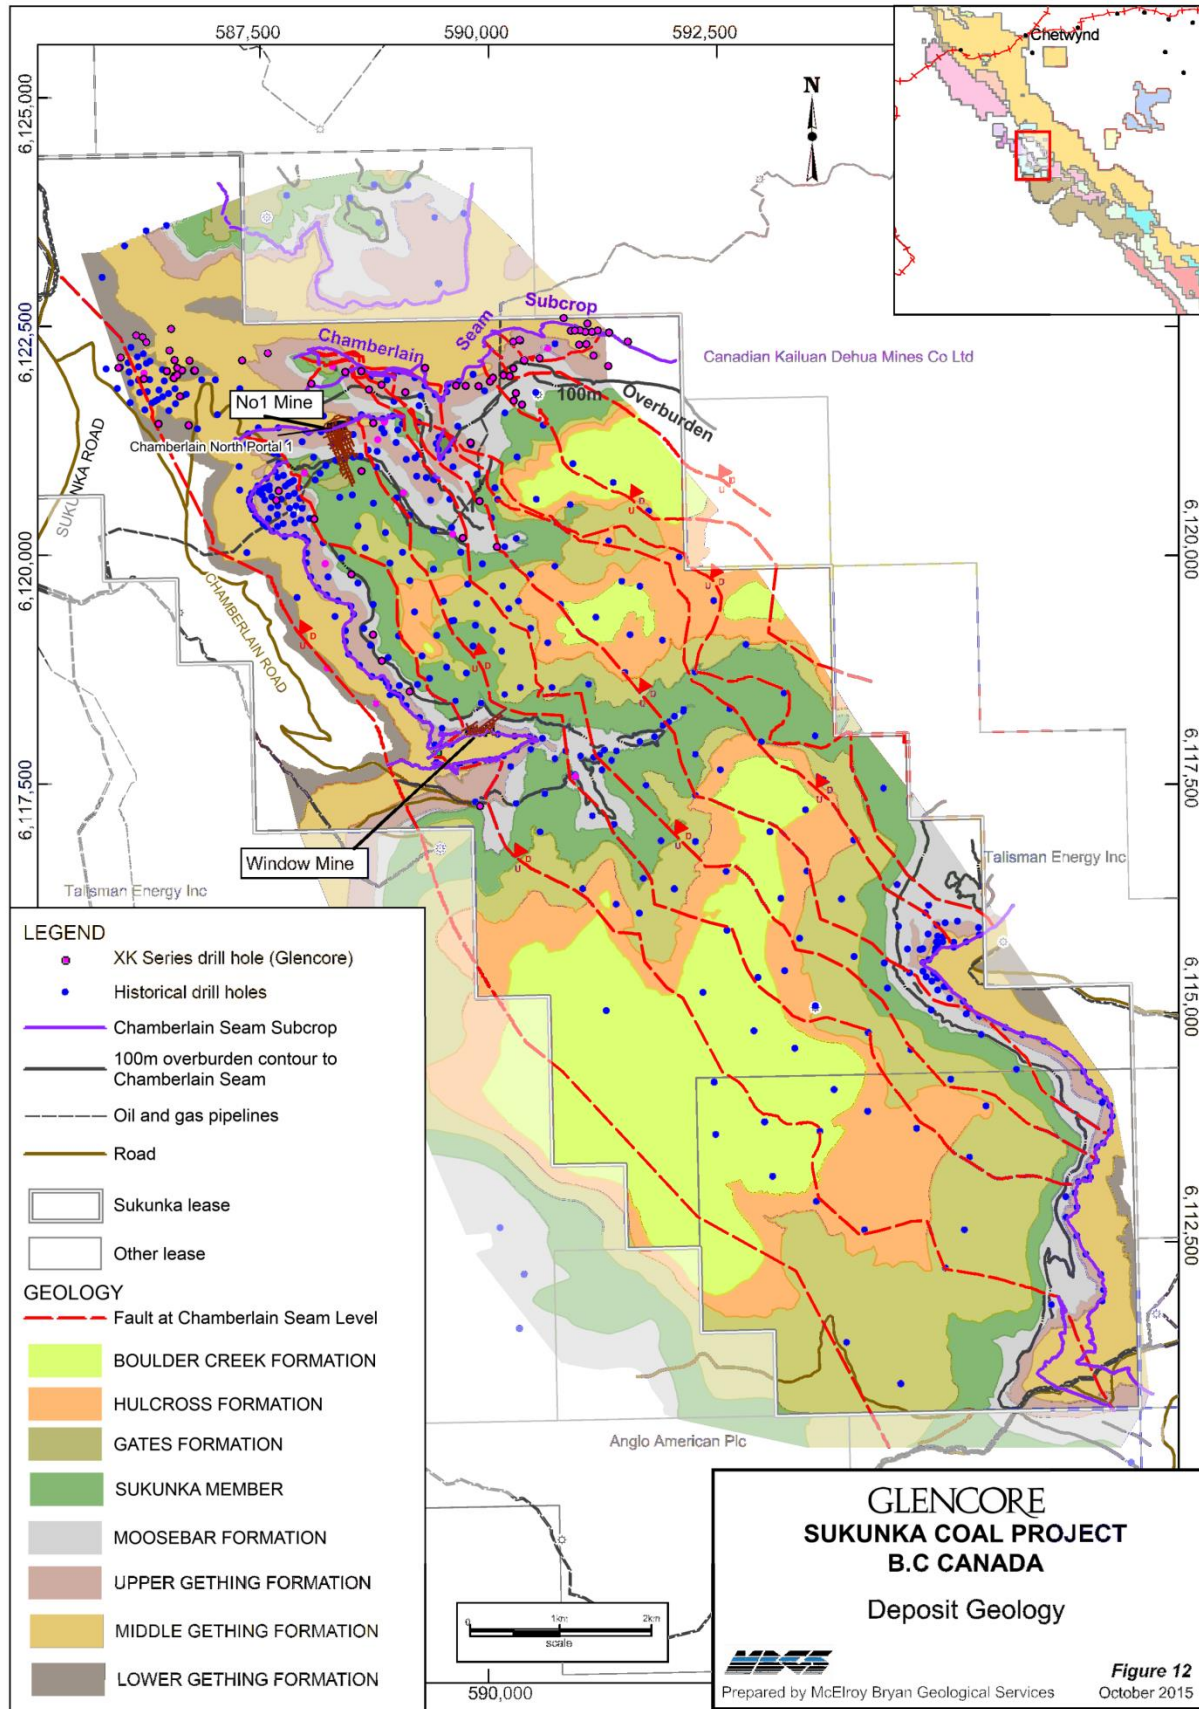 587,500
590,000
592,500
6,125,000
6,122,500
6,120,000
6,117,500
Chetwynd
N
Subcrop
Seam
Chamberlain
Canadian Kailuan Dehua Mines Co Ltd
100m
Overburden
No1 Mine
Chamberlain North Portal 1
SUKUNKA ROAD
CHAMBERLAIN ROAD
D
U
D
U
D
U
D
U
D
U
D
U
D
U
D
U
D
U
6,120,000
6,117,500
6,115,000
6,112,500
Window Mine
Talisman Energy Inc
Talisman Energy Inc
Anglo American Plc
LEGEND
XK Series drill hole (Glencore)
Historical drill holes
Chamberlain Seam Subcrop
100m overburden contour to
Chamberlain Seam
Oil and gas pipelines
Road
Sukunka lease
Other lease
GEOLOGY
Fault at Chamberlain Seam Level
BOULDER CREEK FORMATION
HULCROSS FORMATION
GATES FORMATION
SUKUNKA MEMBER
MOOSEBAR FORMATION
UPPER GETHING FORMATION
MIDDLE GETHING FORMATION
LOWER GETHING FORMATION
0 1km 2km
scale
590,000
GLENCORE
SUKUNKA COAL PROJECT
B.C CANADA
Deposit Geology
MBGS
Prepared by McElroy Bryan Geological Services
Figure 12
October 2015